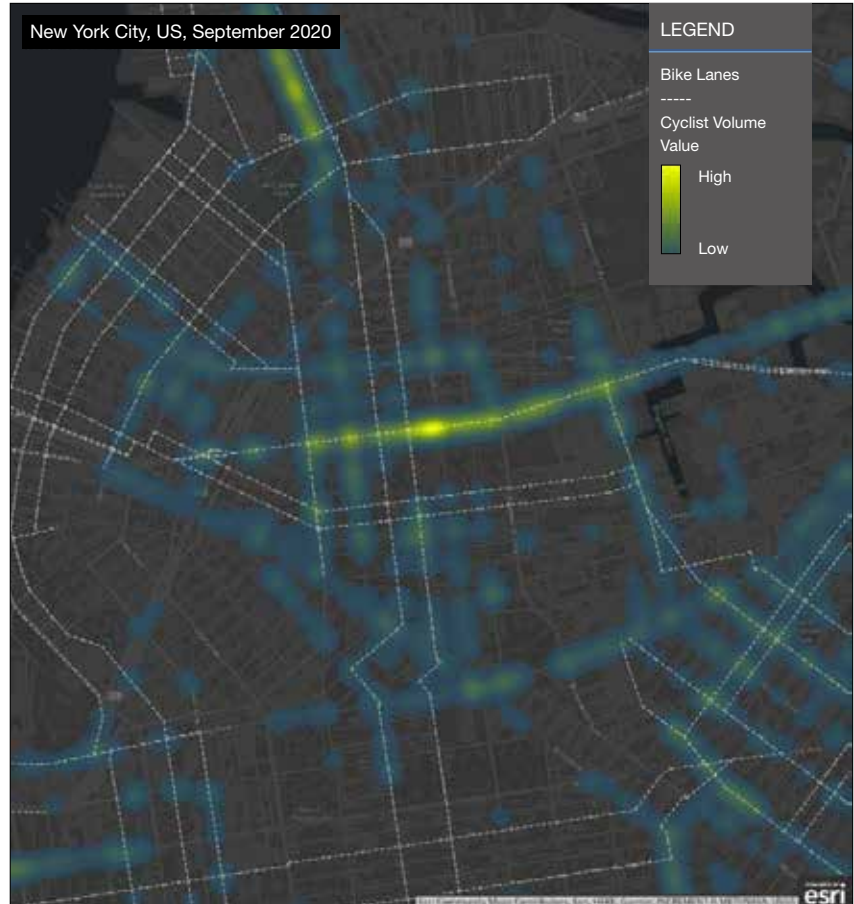 New York City, US, September 2020
LEGEND
Bike Lanes
-----
Cyclist Volume
Value
High
Low
esri